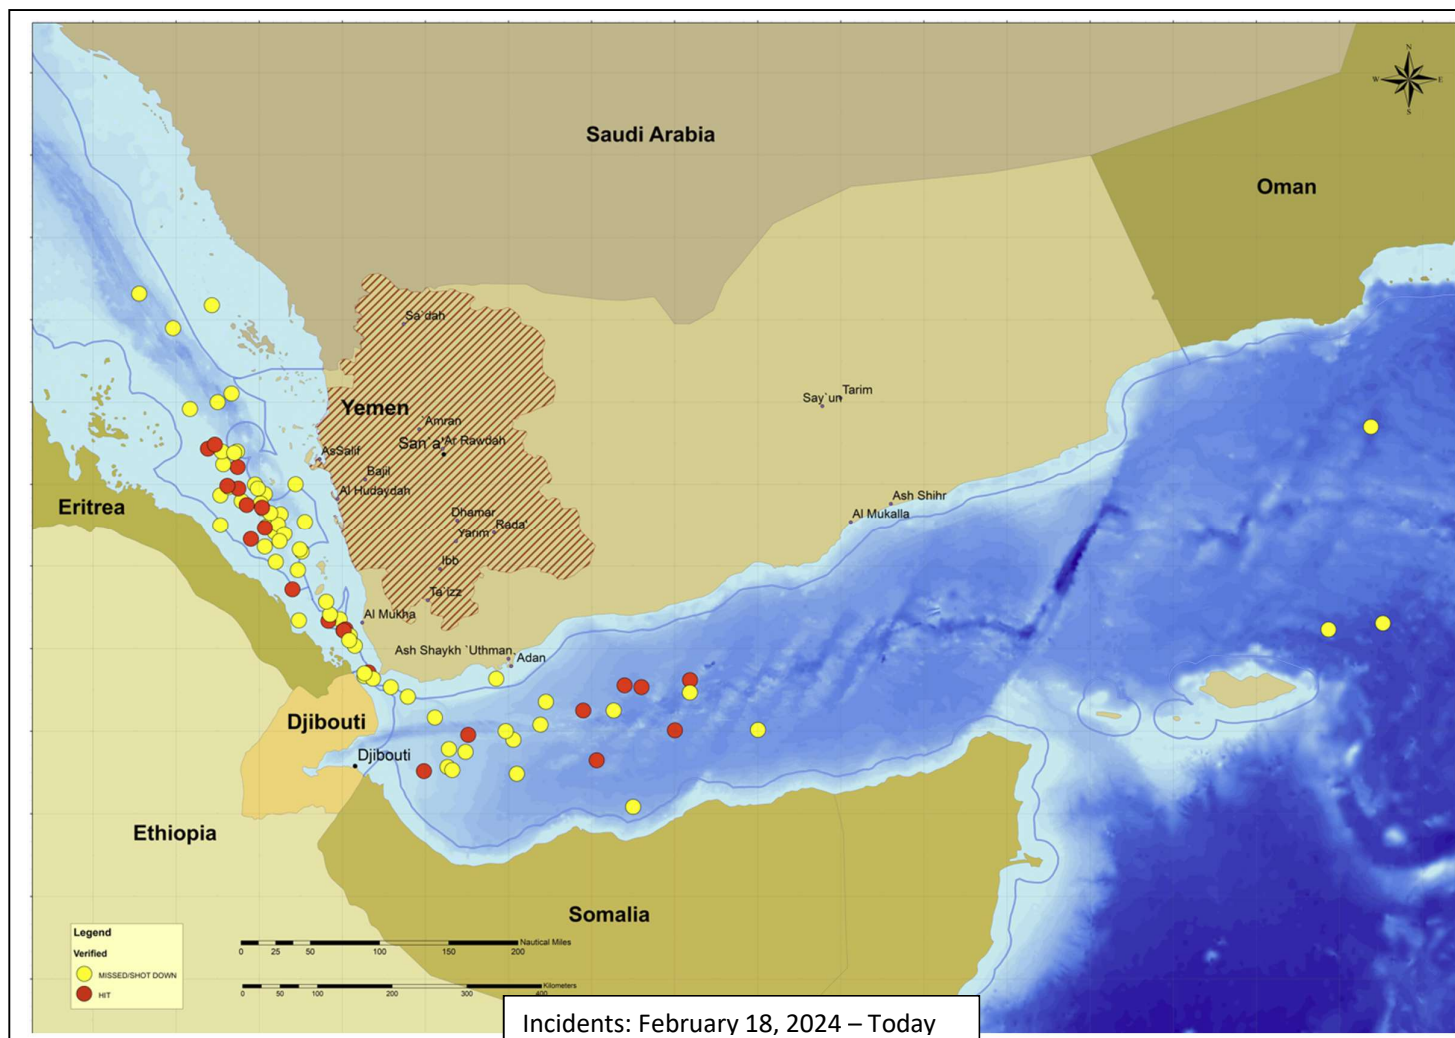 N
W E
S
Saudi Arabia
Oman
Sa`dah
Tarim
Say`un
Yemen
`Amran
San`a'
Ar Rawdah
AsSalif
Bajil
Al Hudaydah
Ash Shihr
Eritrea
Dhamar
Al Mukalla
Rada'
Yarim
Ibb
Ta`izz
Al Mukha
Ash Shaykh `Uthman
Adan
Djibouti
Djibouti
Ethiopia
Somalia
Legend
Verified
MISSED/SHOT DOWN
HIT
Nautical Miles
0 25 50 100 150 200
Kilometers
0 50 100 200 300 400
Incidents: February 18, 2024 – Today